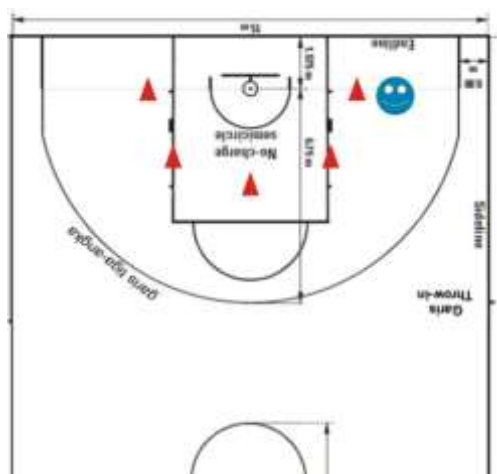 15 m
Endline
1.575 m
No-charge
semicircle
6.75 m
garis tiga-angka
Sideline
Garis
Throw-in